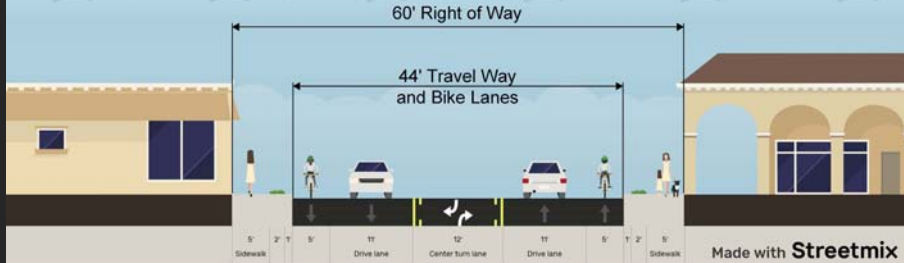 60' Right of Way
44' Travel Way
and Bike Lanes
5' 2' 1' 5' 11' 12' 11' 5' 1' 2' 5'
Sidewalk Drive lane Center turn lane Drive lane Sidewalk
Made with Streetmix